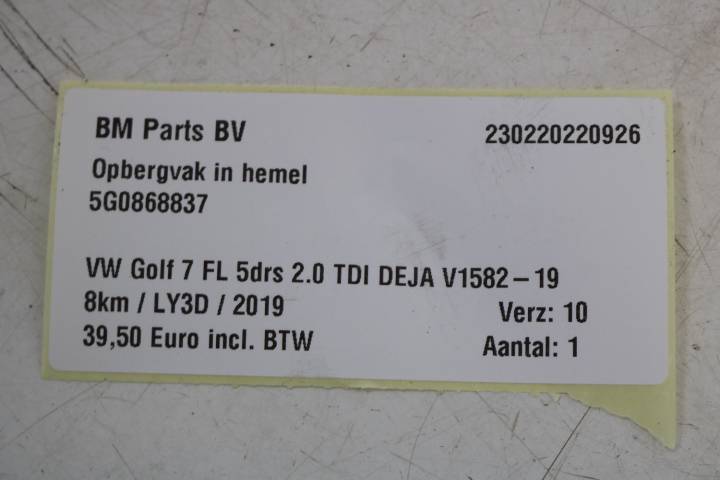 BM Parts BV 230220220926
Opbergvak in hemel
5G0868837
VW Golf 7 FL 5drs 2.0 TDI DEJA V1582-19
8km / LY3D / 2019 Verz: 10
39,50 Euro incl. BTW Aantal: 1